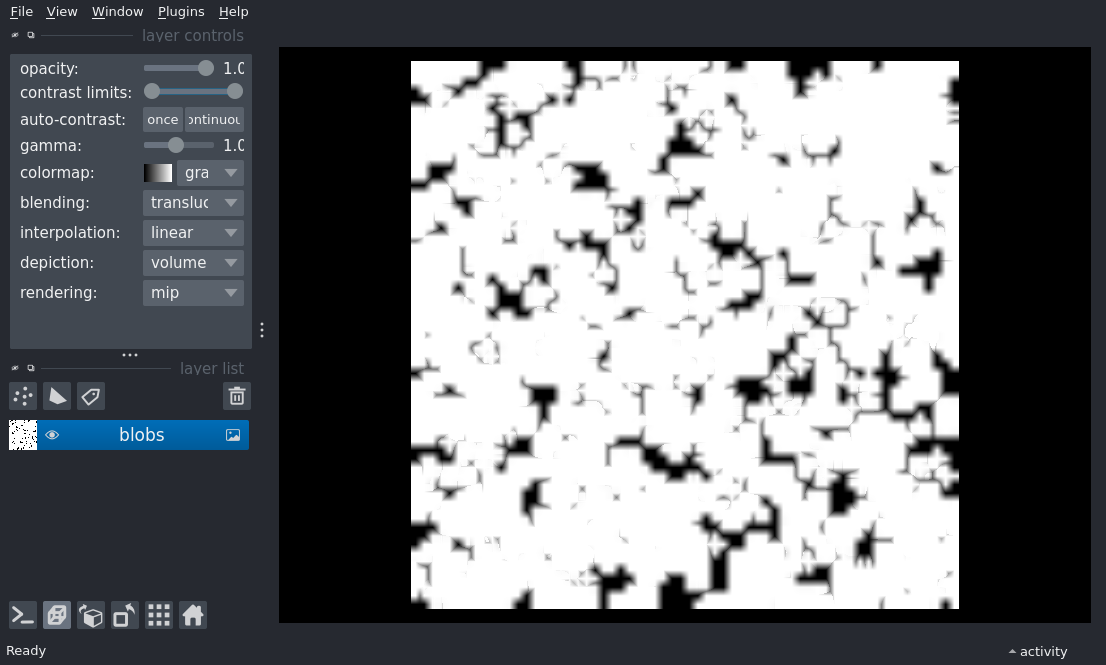 File View Window Plugins Help
layer controls
opacity: 1.0
contrast limits:
auto-contrast: once ontinuou
gamma: 1.0
colormap: gra
blending: transluc
interpolation: linear
depiction: volume
rendering: mip
layer list
blobs
Ready
activity